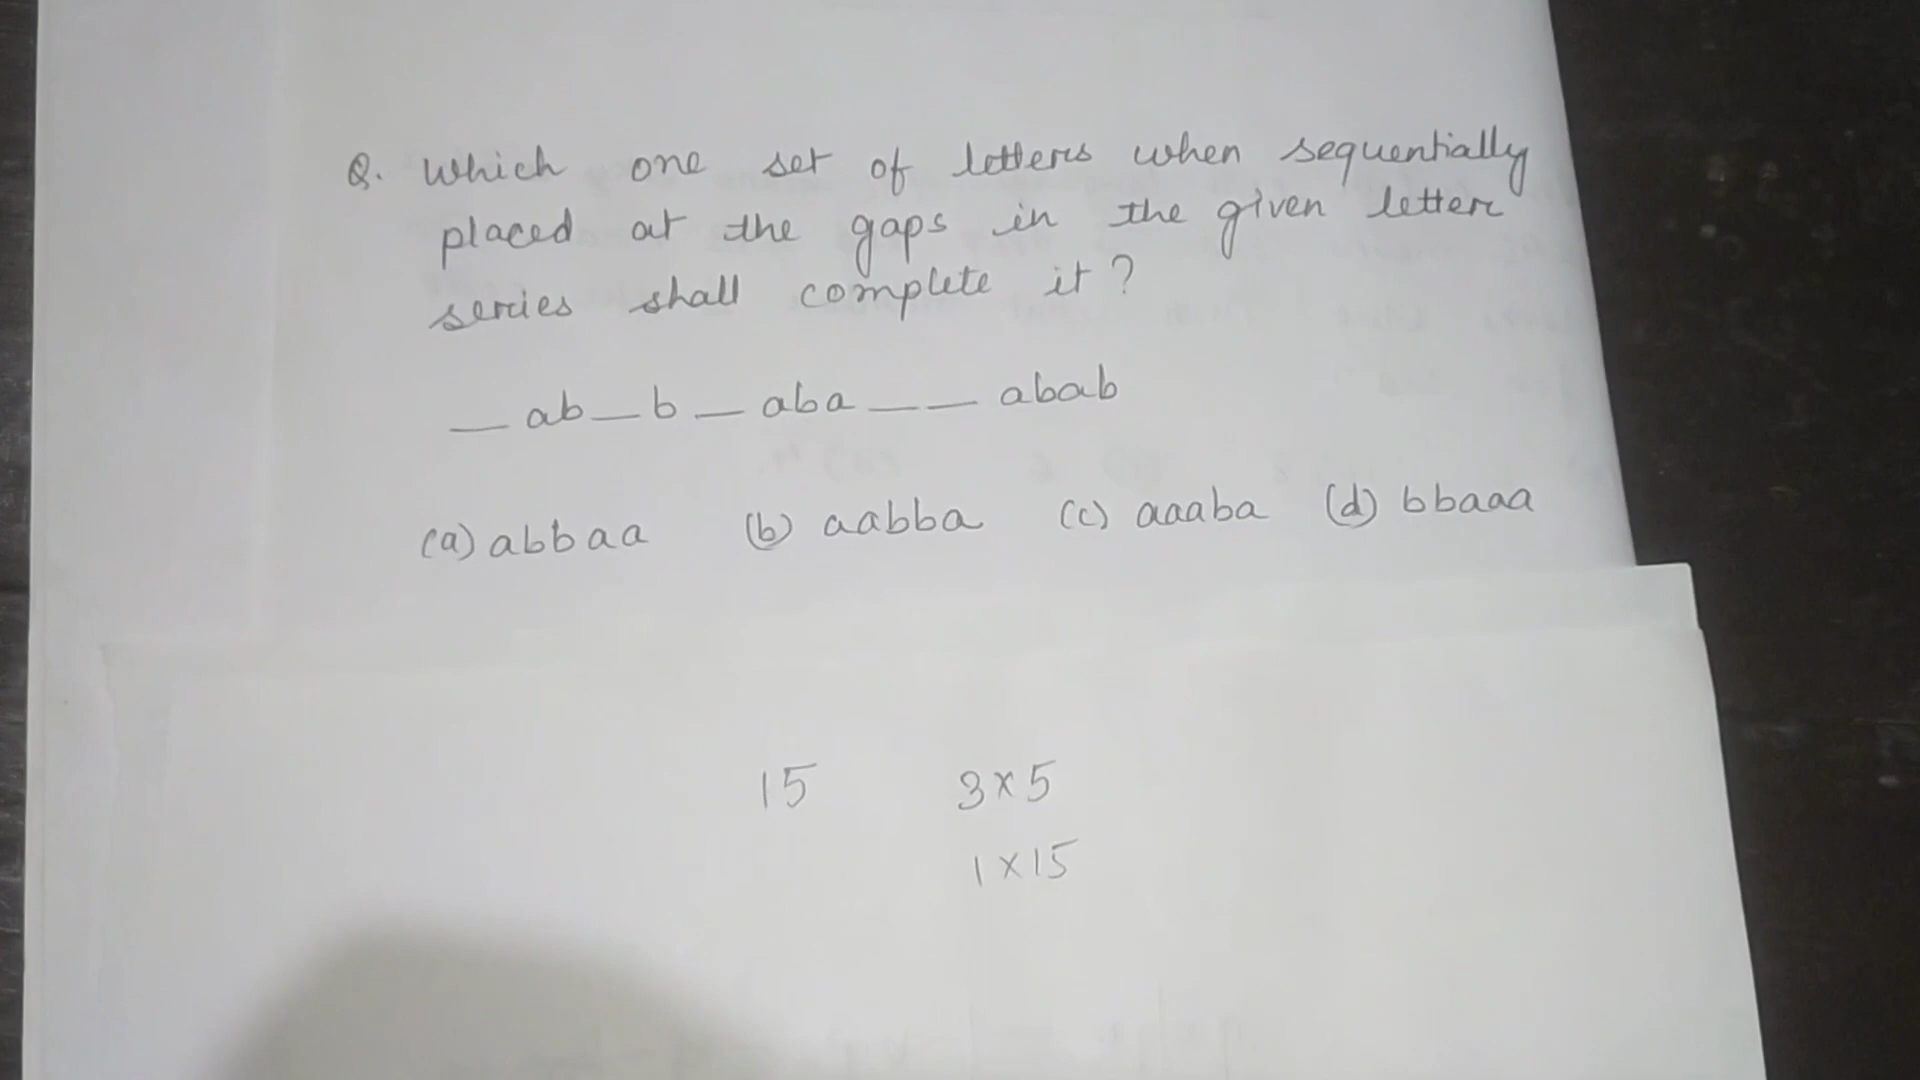 Q. Which one set of letters when sequentially
placed at the gaps in the given letter
series shall complete it?
_ ab _ b _ aba _ _ abab
(a) abbaa (b) aabba (c) aaaba (d) bbaaa
15 3×5
1×15